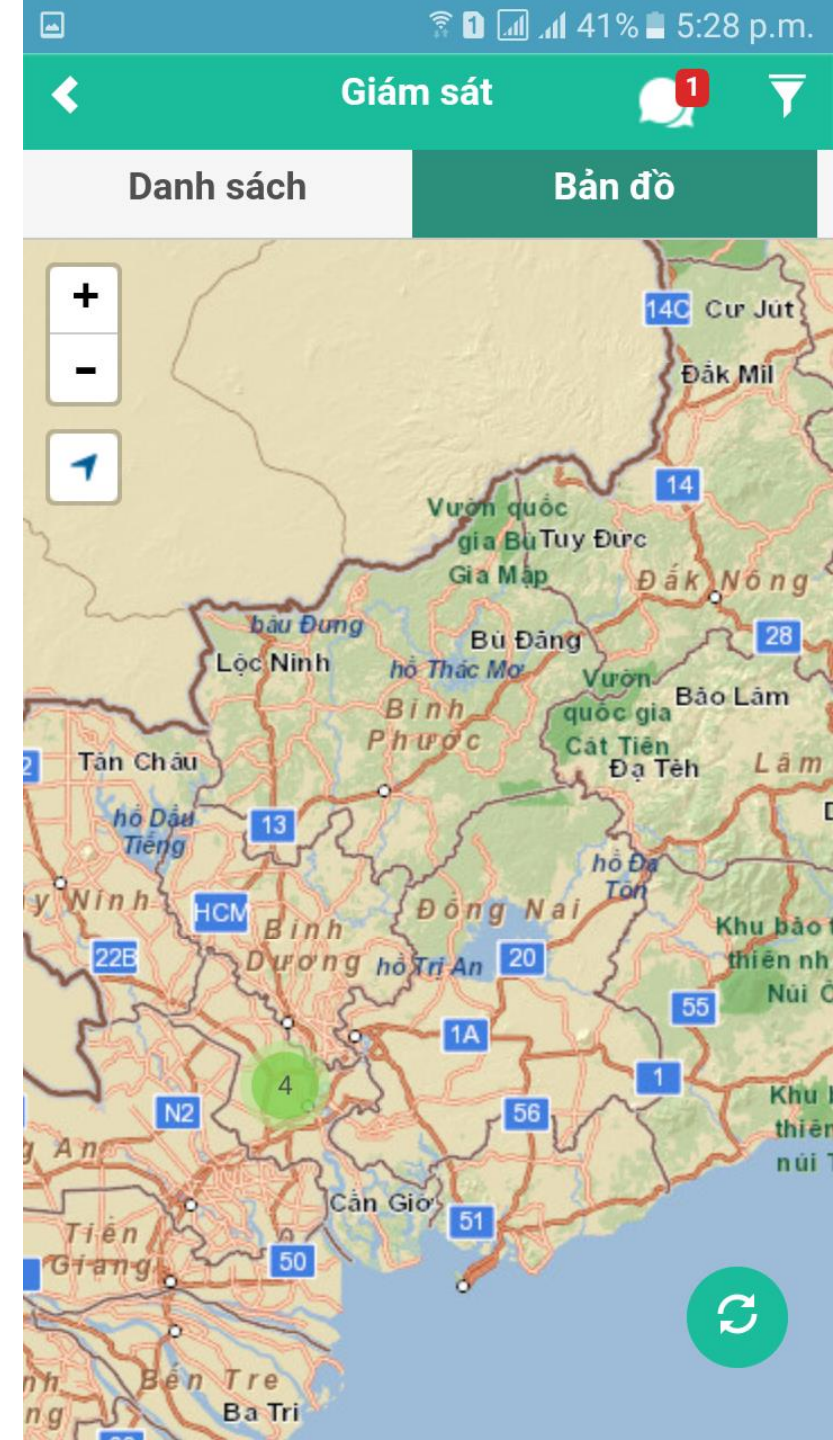 1 41% 5:28 p.m.
Giám sát
1
Danh sách
Bản đồ
+
14C
Cư Jút
-
Đắk Mil
14
Vườn quốc
gia Bù
Gia Mập
Tuy Đức
Đắk Nông
bàu Đưng
28
Lộc Ninh
Bù Đăng
hồ Thác Mơ
Vườn
quốc gia
Cát Tiên
Bảo Lâm
Bình
Phước
Tân Châu
Đạ Tẻh
Lâm
hồ Dầu
Tiếng
13
hồ Đa
Tôn
y Ninh
HCM
Bình
Dương
Đồng Nai
Khu bảo t
thiên nh
Núi Ô
22B
hồ Trị An
20
55
1A
4
1
N2
56
Khu b
thiên
núi T
g An
Cần Giờ
51
Tiền
Giang
50
Bến Tre
nh
ng
Ba Tri